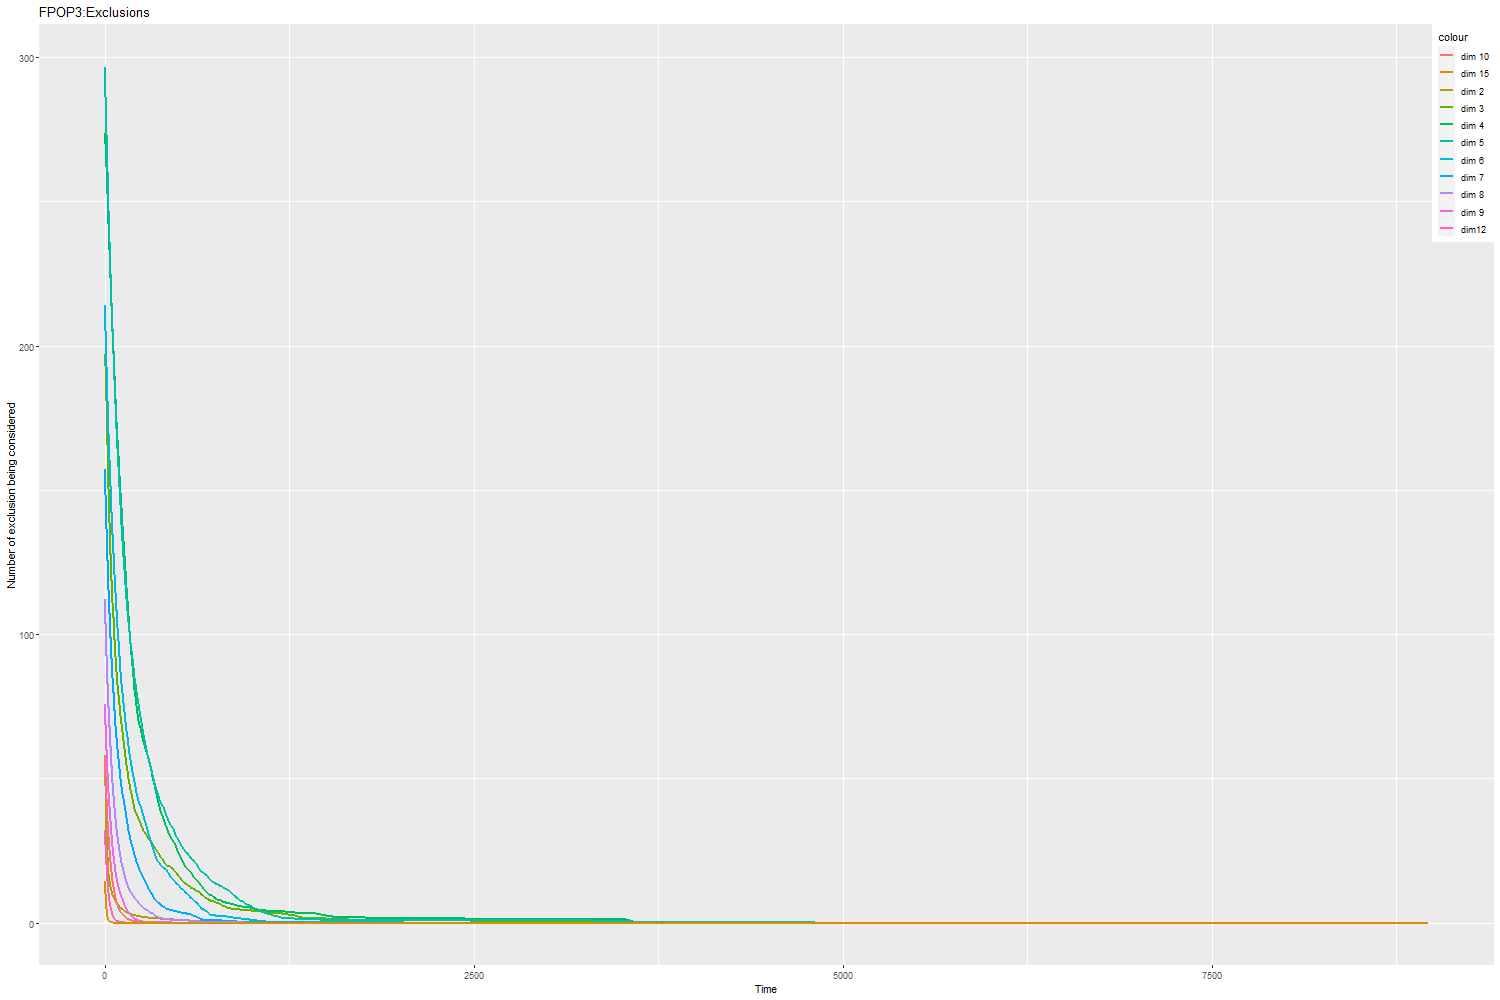 FPOP3:Exclusions
colour
dim 10
dim 15
dim 2
dim 3
dim 4
dim 5
dim 6
dim 7
dim 8
dim 9
dim12
300
200
100
0
Number of exclusion being considered
0
2500
5000
7500
Time